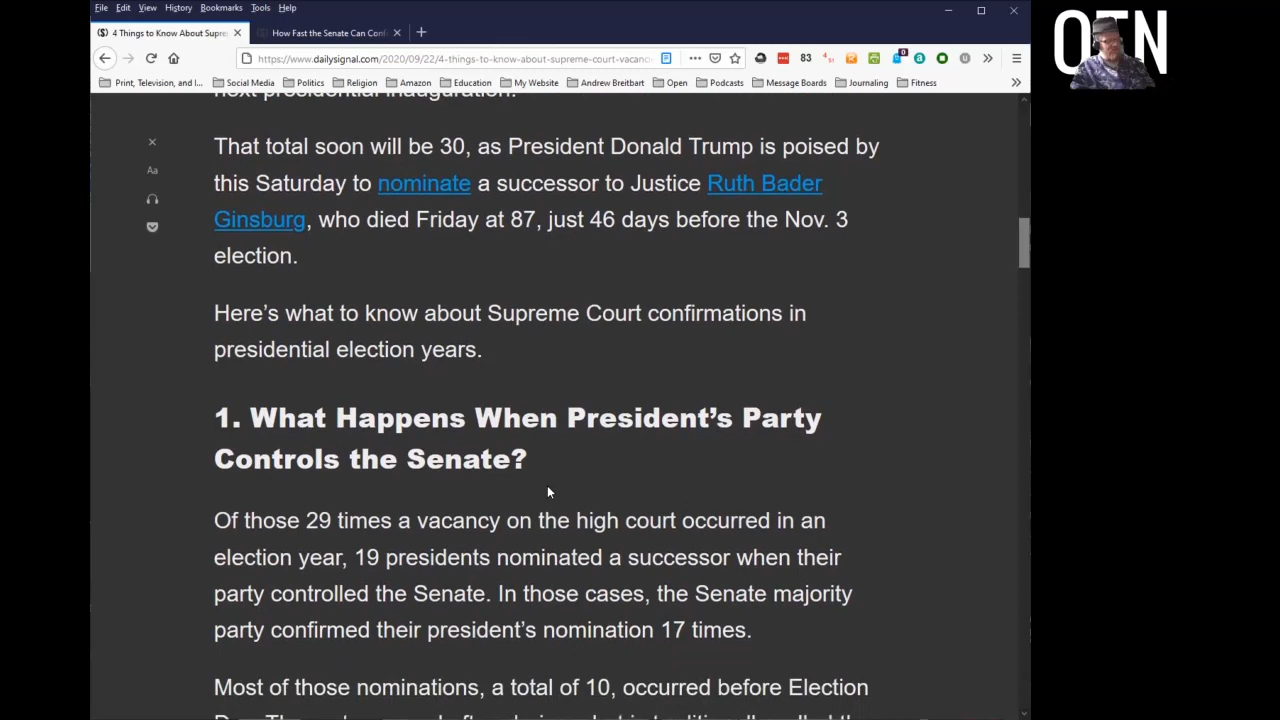 File Edit View History Bookmarks Tools Help
4 Things to Know About Supre
How Fast the Senate Can Conf
https://www.dailysignal.com/2020/09/22/4-things-to-know-about-supreme-court-vacanc
83
0
Print, Television, and I... Social Media Politics Religion Amazon Education My Website Andrew Breitbart Open Podcasts Message Boards Journaling Fitness
OTN
next presidential inauguration.
That total soon will be 30, as President Donald Trump is poised by
this Saturday to nominate a successor to Justice Ruth Bader
Ginsburg, who died Friday at 87, just 46 days before the Nov. 3
election.
Aa
Here’s what to know about Supreme Court confirmations in
presidential election years.
1. What Happens When President’s Party
Controls the Senate?
Of those 29 times a vacancy on the high court occurred in an
election year, 19 presidents nominated a successor when their
party controlled the Senate. In those cases, the Senate majority
party confirmed their president’s nomination 17 times.
Most of those nominations, a total of 10, occurred before Election